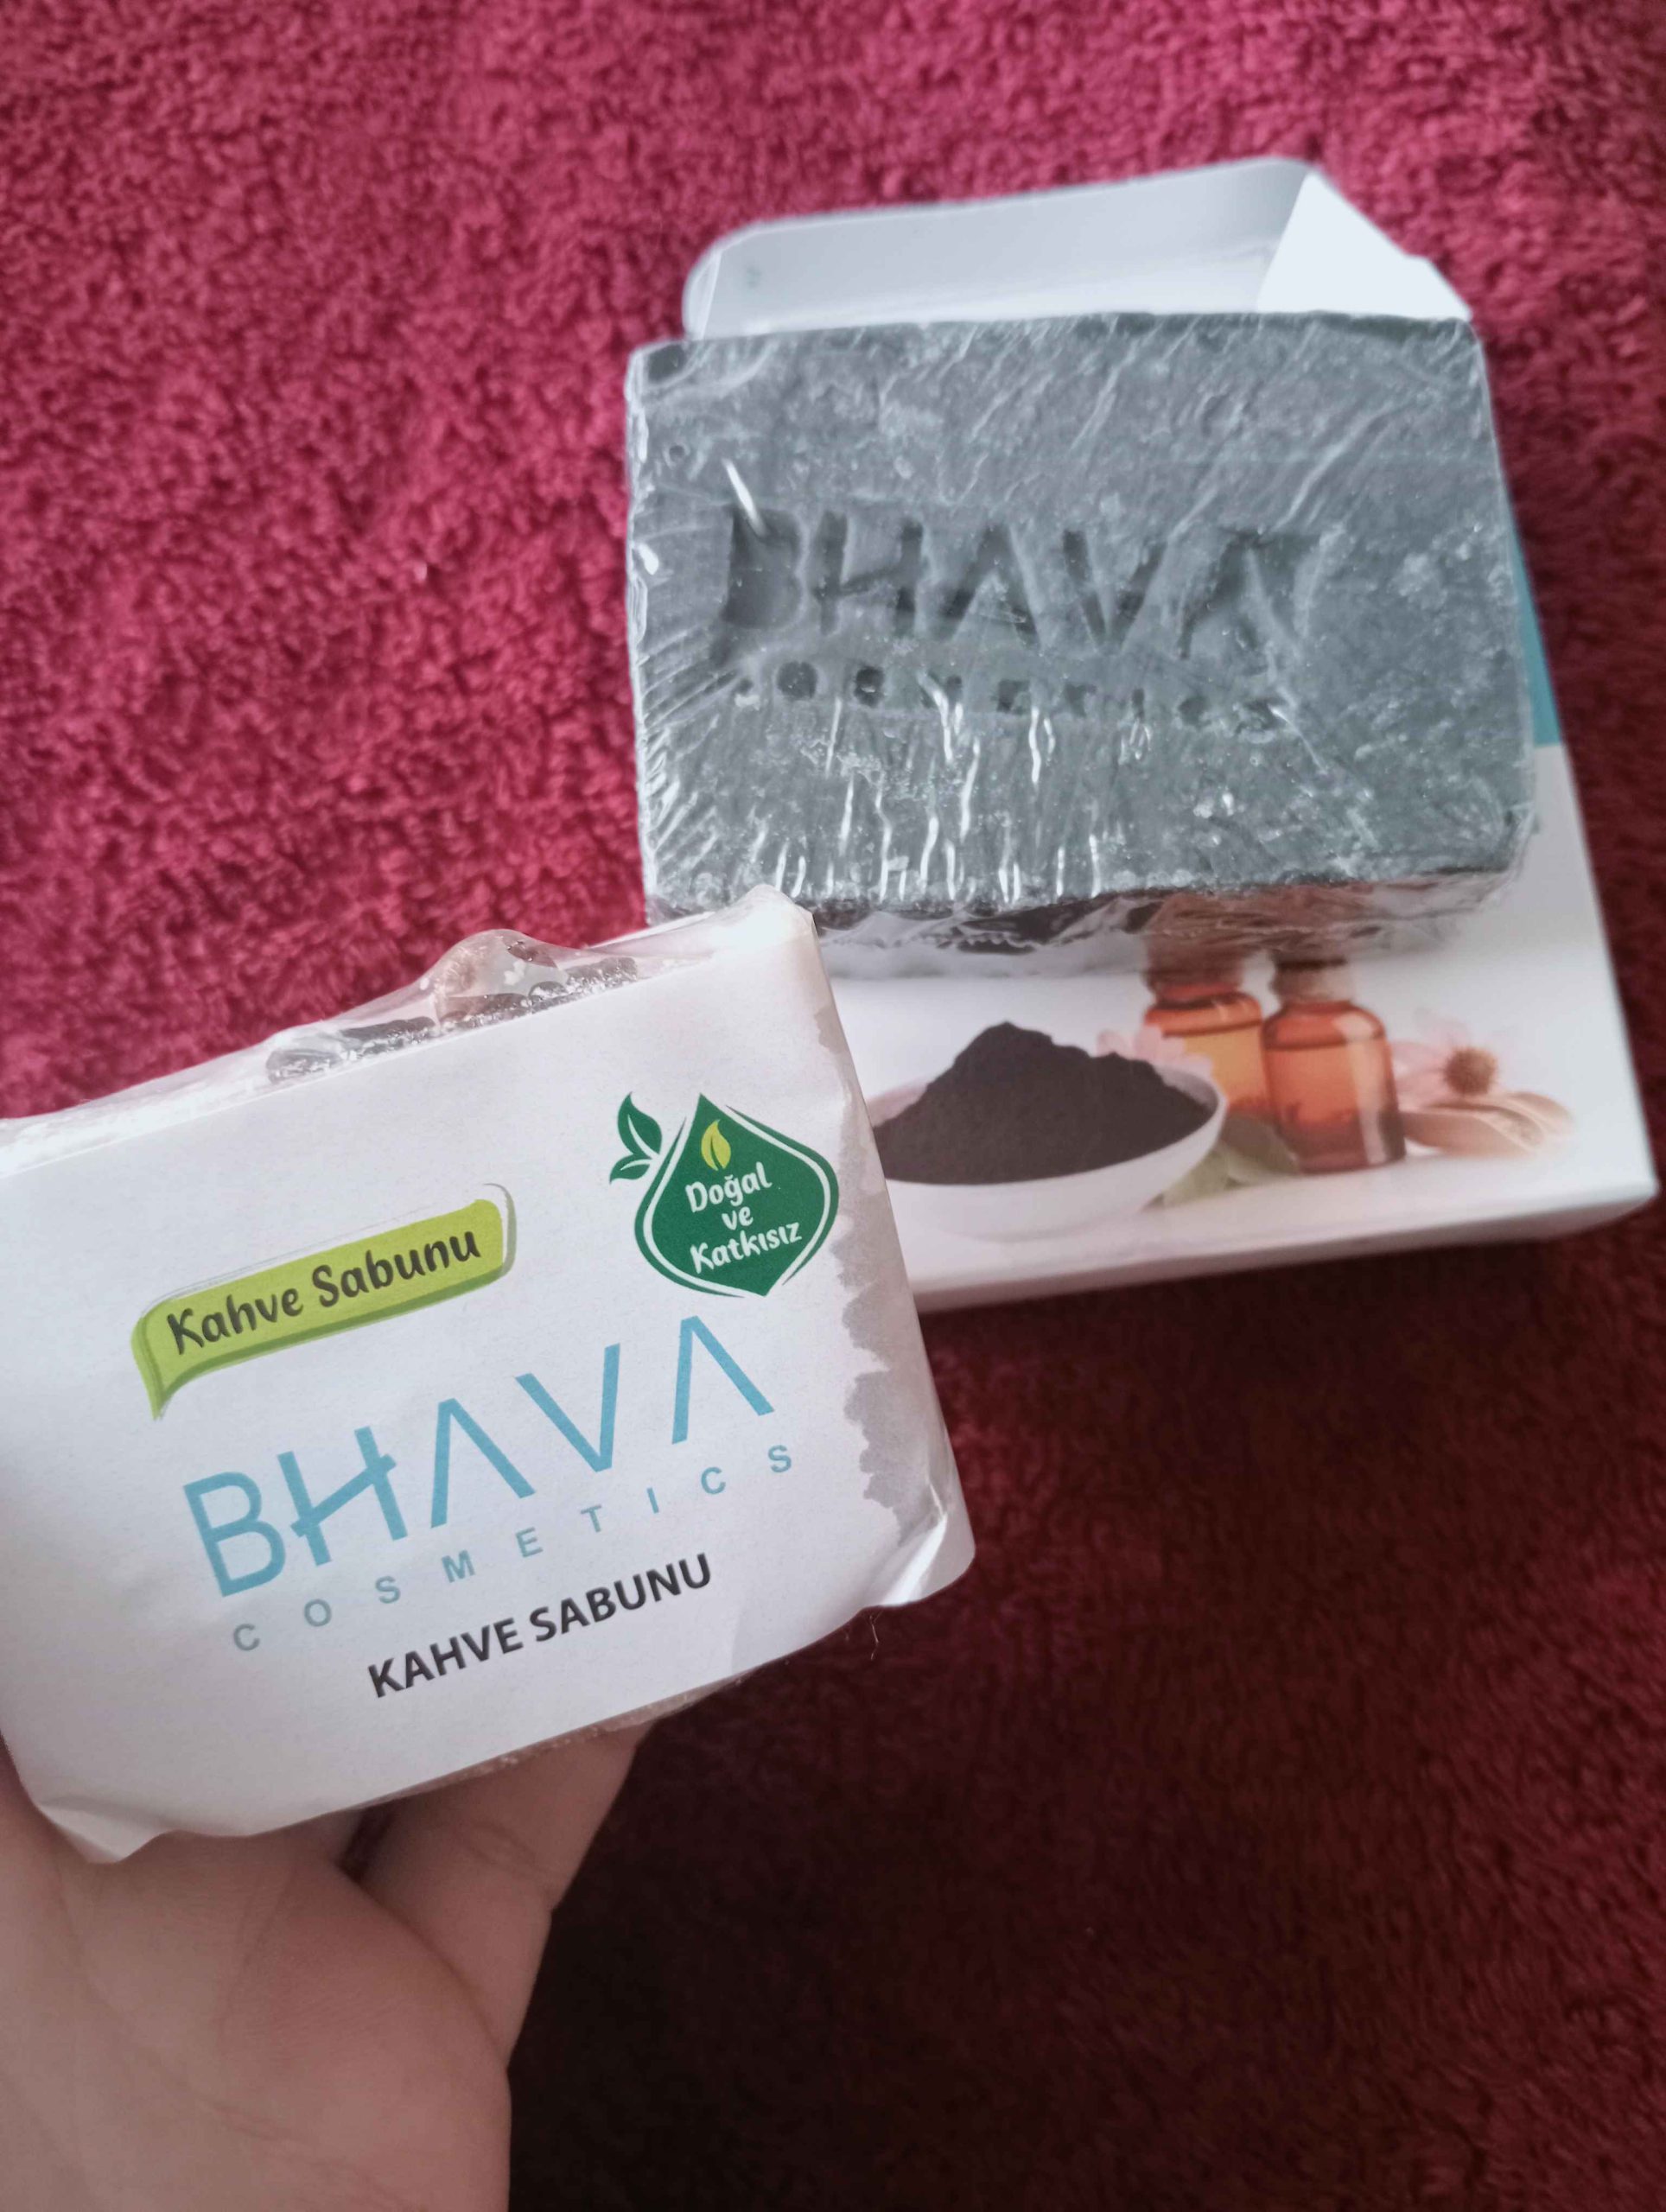 BHAVA
COSMETICS
Doğal
ve
Katkısız
Kahve Sabunu
BHAVA
COSMETICS
KAHVE SABUNU